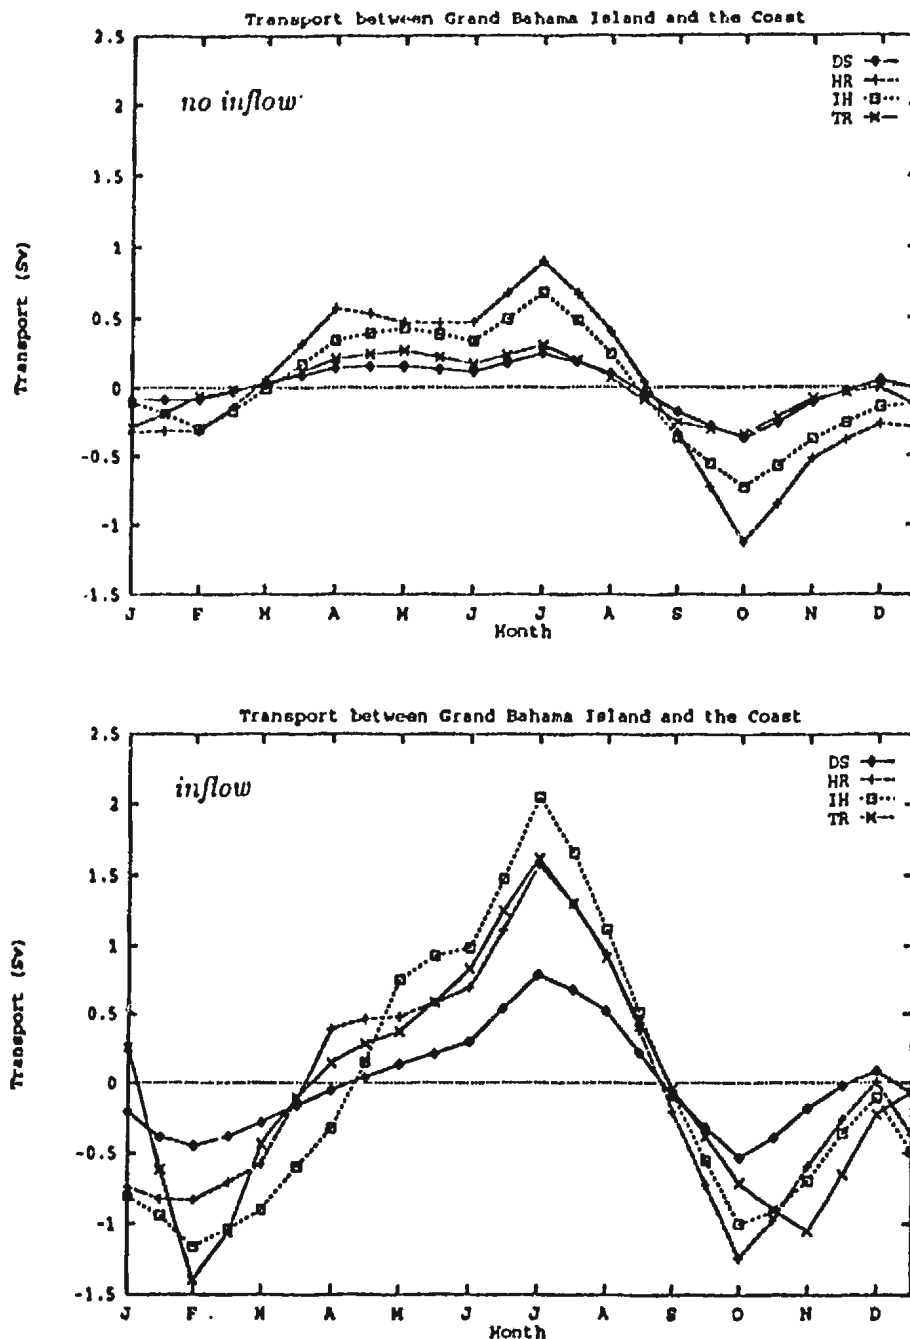 Transport between Grand Bahama Island and the Coast
2.5
2
1.5
1
0.5
0
-0.5
-1
-1.5
Transport (Sv)
no inflow
DS
HR
IH
TR
J F M A M J J A S O N D
Month
Transport between Grand Bahama Island and the Coast
2.5
2
1.5
1
0.5
0
-0.5
-1
-1.5
Transport (Sv)
inflow
DS
HR
IH
TR
J F M A M J J A S O N D
Month